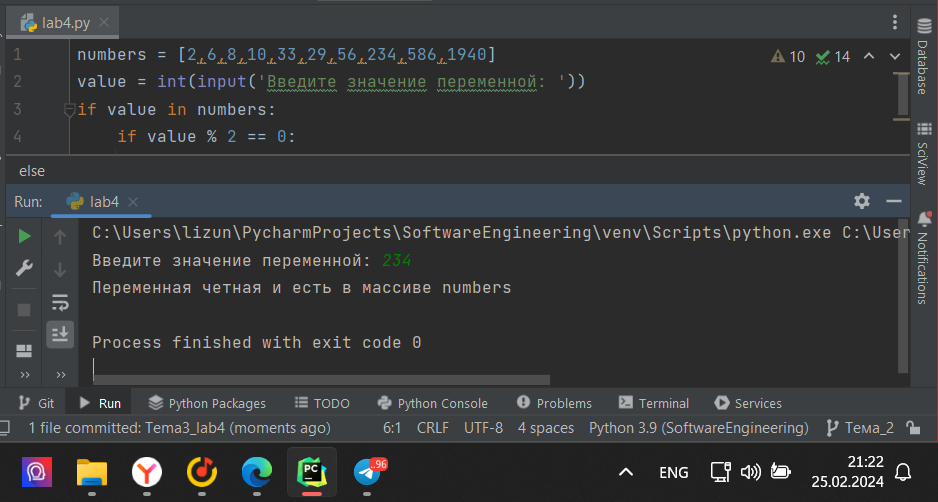 lab4.py
1 numbers = [2,6,8,10,33,29,56,234,586,1940] 10 14
2 value = int(input('Введите значение переменной: '))
3 if value in numbers:
4 if value % 2 == 0:
else
Database
SciView
Notifications
Run: lab4
C:\Users\lizun\PycharmProjects\SoftwareEngineering\venv\Scripts\python.exe C:\User
Введите значение переменной: 234
Переменная четная и есть в массиве numbers
Process finished with exit code 0
Git Run Python Packages TODO Python Console Problems Terminal Services
1 file committed: Tema3_lab4 (moments ago) 6:1 CRLF UTF-8 4 spaces Python 3.9 (SoftwareEngineering) Тема_2
PC ..96 ENG 21:22
25.02.2024